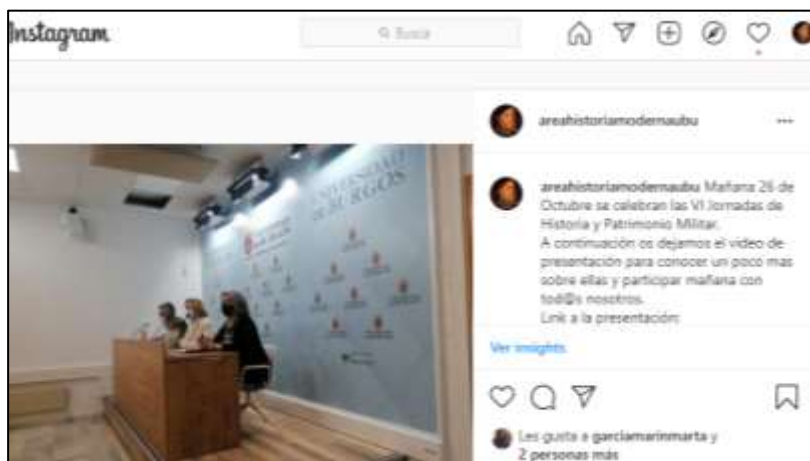 Instagram
Busca
areahistoriamodernaubu
UNIVERSIDAD
DE BURGOS
areahistoriamodernaubu Mañana 26 de
Octubre se celebran las VI Jornadas de
Historia y Patrimonio Militar.
A continuación os dejamos el video de
presentación para conocer un poco mas
sobre ellas y participar mañana con
tod@s nosotros.
Link a la presentación:
Ver insights
Les gusta a garciamarinmarta y
2 personas más